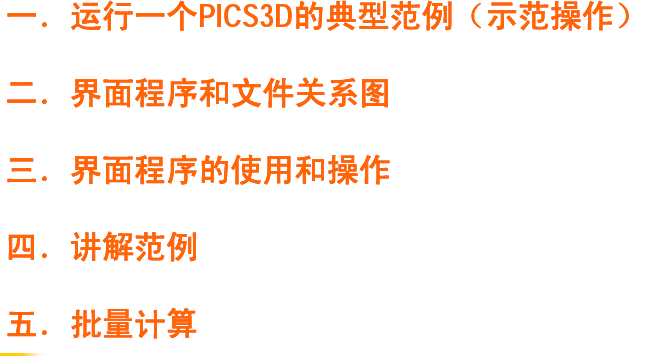 一．运行一个PICS3D的典型范例（示范操作）
二．界面程序和文件关系图
三．界面程序的使用和操作
四．讲解范例
五．批量计算